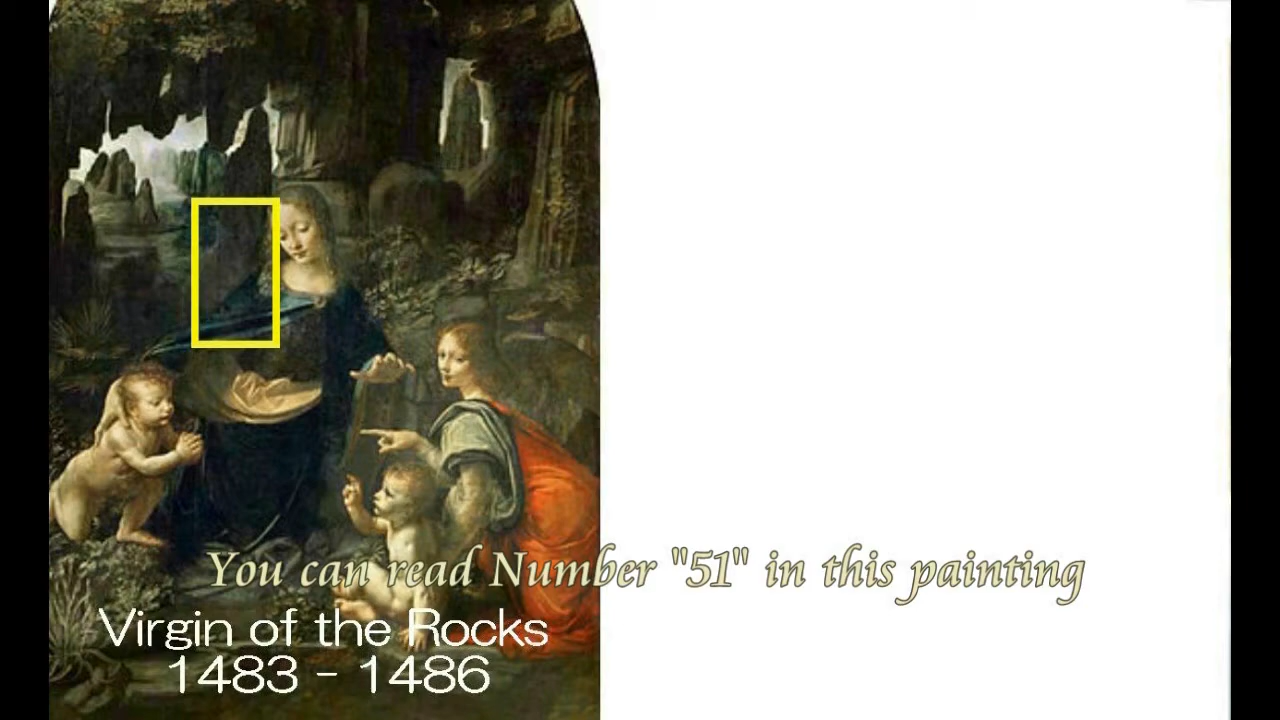 You can read Number "51" in this painting
Virgin of the Rocks
1483 - 1486